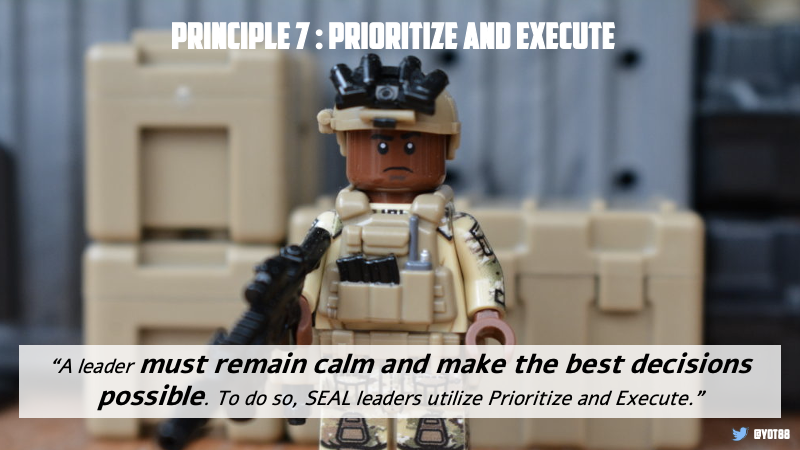 PRINCIPLE 7 : PRIORITIZE AND EXECUTE
“A leader must remain calm and make the best decisions
possible. To do so, SEAL leaders utilize Prioritize and Execute.”
@YOT88